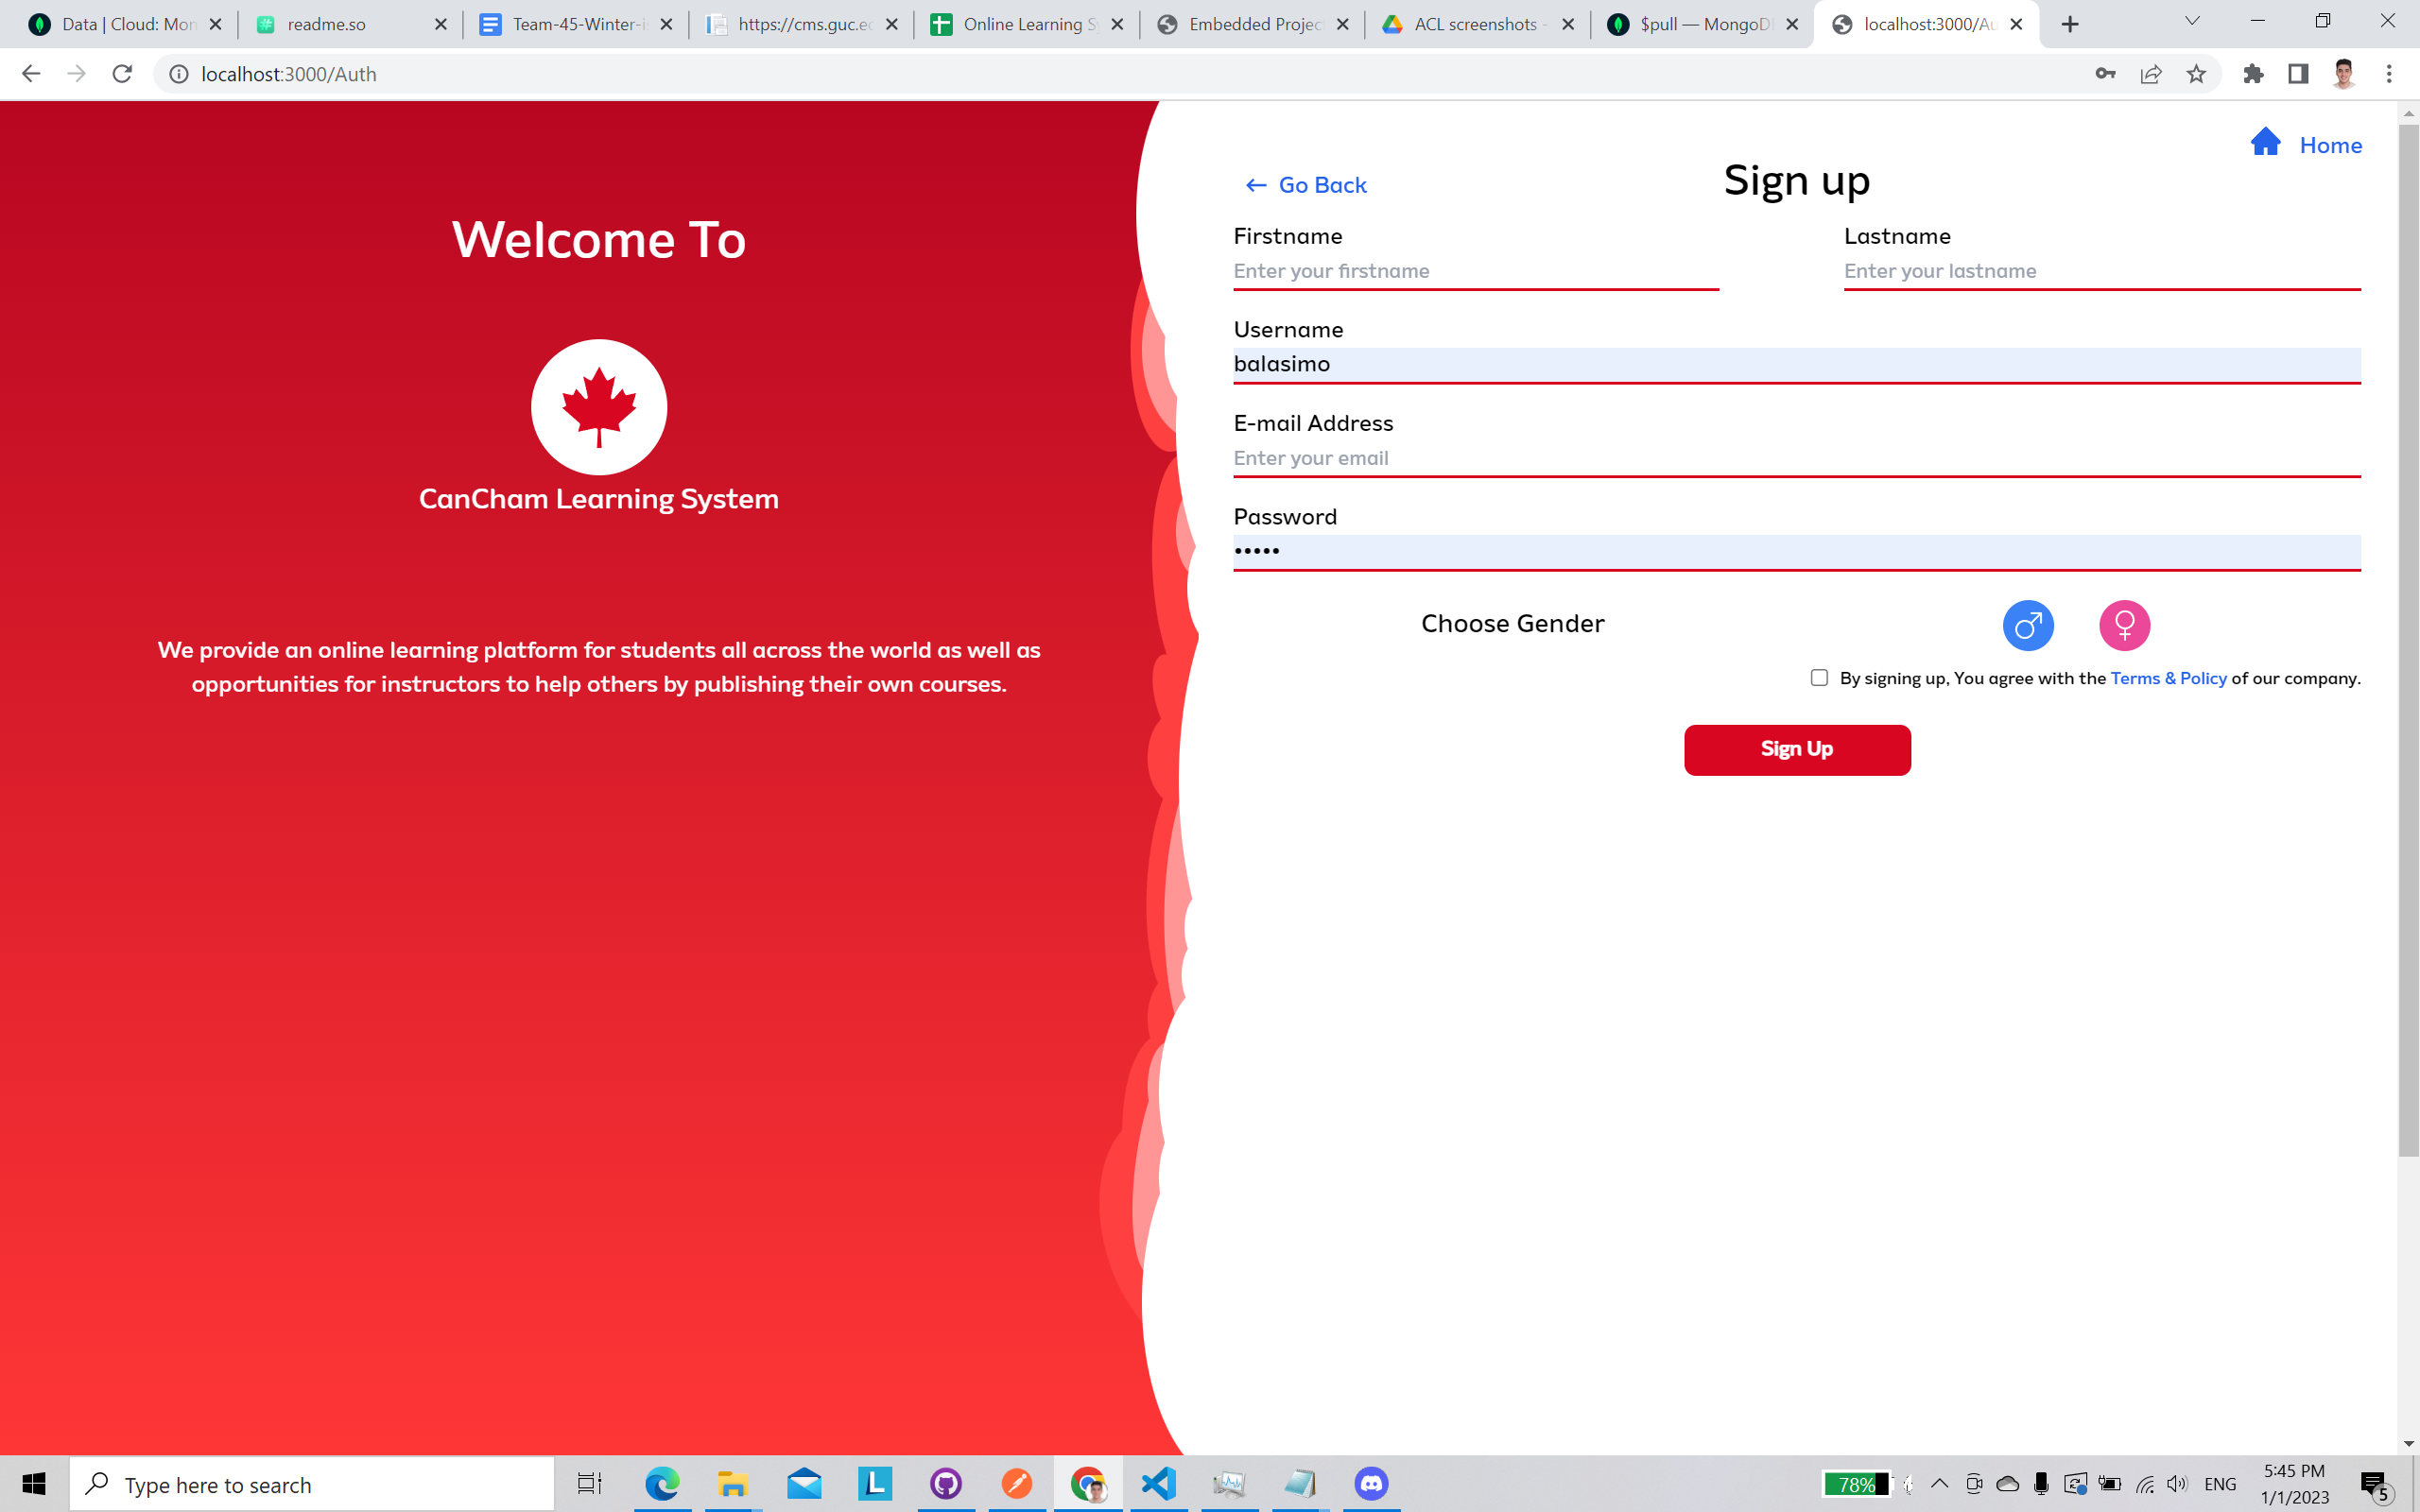 Data | Cloud: Mon
readme.so
Team-45-Winter-i
https://cms.guc.ed
Online Learning Sy
Embedded Project
ACL screenshots -
$pull — MongoDB
localhost:3000/Au
localhost:3000/Auth
Home
Go Back
Sign up
Welcome To
Firstname
Lastname
Enter your firstname
Enter your lastname
Username
balasimo
E-mail Address
Enter your email
CanCham Learning System
Password
•••••
Choose Gender
We provide an online learning platform for students all across the world as well as
opportunities for instructors to help others by publishing their own courses.
By signing up, You agree with the Terms & Policy of our company.
Sign Up
Type here to search
L
78%
ENG
5:45 PM
1/1/2023
5